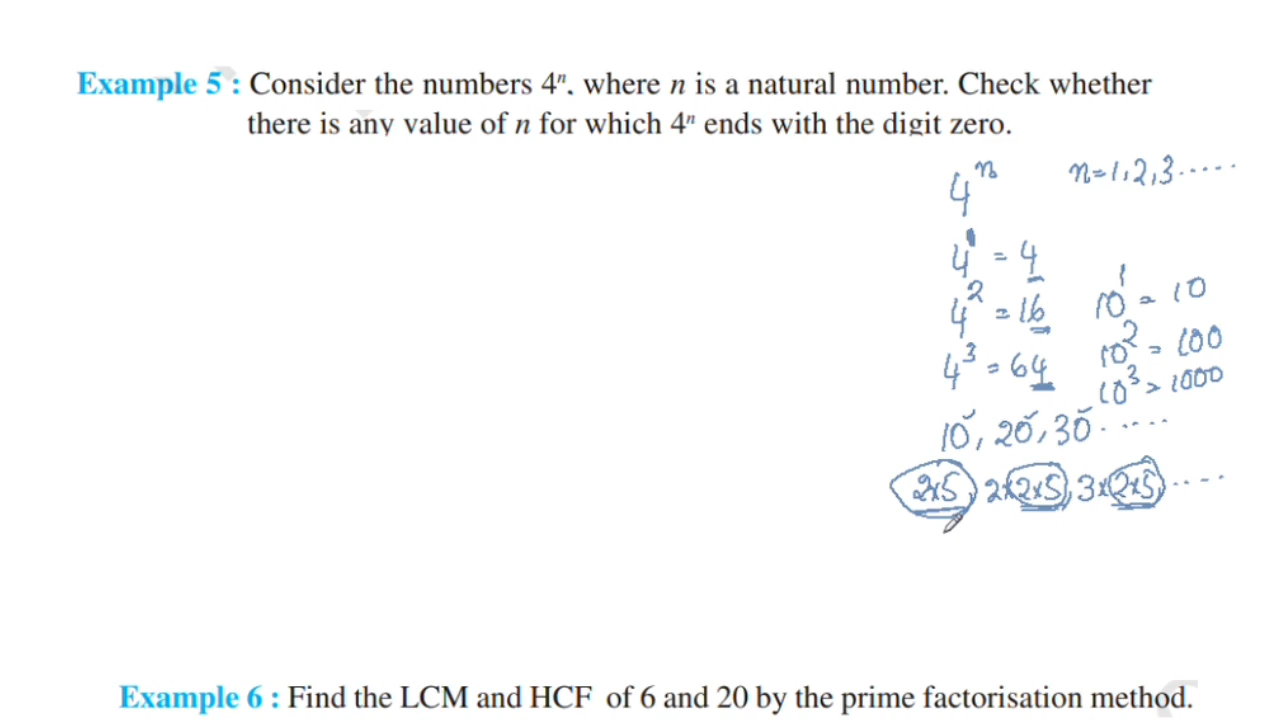 Example 5 : Consider the numbers 4ⁿ, where n is a natural number. Check whether
there is any value of n for which 4ⁿ ends with the digit zero.
4ⁿ n=1,2,3.....
4¹ = 4
4² = 16 10¹ = 10
4³ = 64 10² = 100
10³ = 1000
10, 20, 30.....
2×5, 2×2×5, 3×2×5.....
Example 6 : Find the LCM and HCF of 6 and 20 by the prime factorisation method.